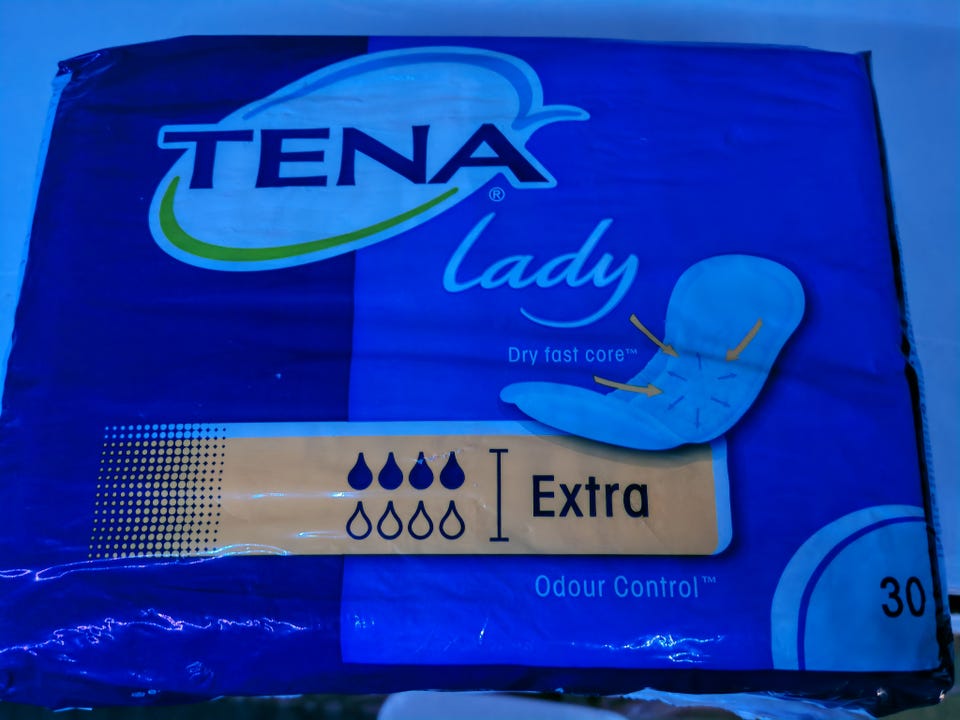 TENA®
Lady
Dry fast core™
Extra
Odour Control™
30